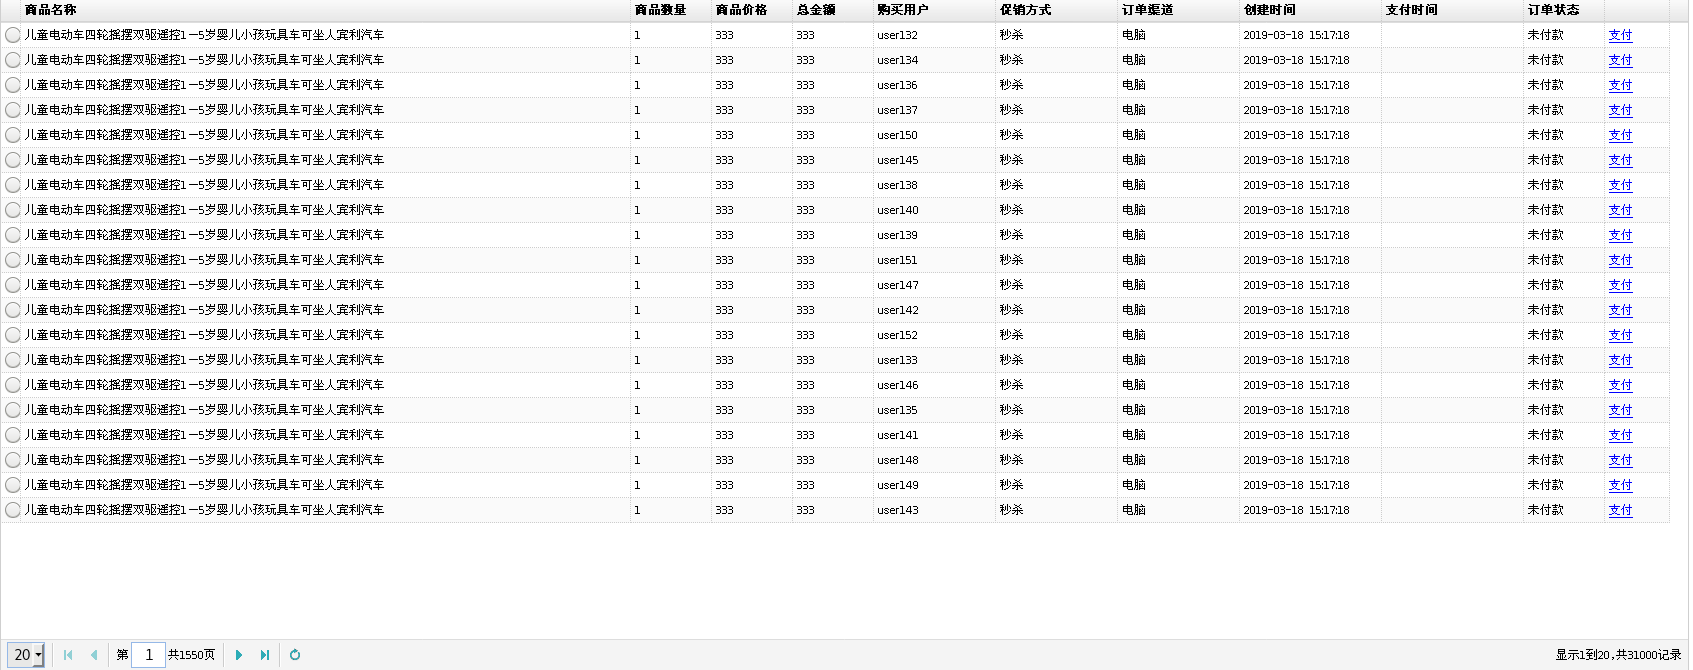 商品名称 商品数量 商品价格 总金额 购买用户 促销方式 订单渠道 创建时间 支付时间 订单状态
儿童电动车四轮摇摆双驱遥控1一5岁婴儿小孩玩具车可坐人宾利汽车 1 333 333 user132 秒杀 电脑 2019-03-18 15:17:18 未付款 支付
儿童电动车四轮摇摆双驱遥控1一5岁婴儿小孩玩具车可坐人宾利汽车 1 333 333 user134 秒杀 电脑 2019-03-18 15:17:18 未付款 支付
儿童电动车四轮摇摆双驱遥控1一5岁婴儿小孩玩具车可坐人宾利汽车 1 333 333 user136 秒杀 电脑 2019-03-18 15:17:18 未付款 支付
儿童电动车四轮摇摆双驱遥控1一5岁婴儿小孩玩具车可坐人宾利汽车 1 333 333 user137 秒杀 电脑 2019-03-18 15:17:18 未付款 支付
儿童电动车四轮摇摆双驱遥控1一5岁婴儿小孩玩具车可坐人宾利汽车 1 333 333 user150 秒杀 电脑 2019-03-18 15:17:18 未付款 支付
儿童电动车四轮摇摆双驱遥控1一5岁婴儿小孩玩具车可坐人宾利汽车 1 333 333 user145 秒杀 电脑 2019-03-18 15:17:18 未付款 支付
儿童电动车四轮摇摆双驱遥控1一5岁婴儿小孩玩具车可坐人宾利汽车 1 333 333 user138 秒杀 电脑 2019-03-18 15:17:18 未付款 支付
儿童电动车四轮摇摆双驱遥控1一5岁婴儿小孩玩具车可坐人宾利汽车 1 333 333 user140 秒杀 电脑 2019-03-18 15:17:18 未付款 支付
儿童电动车四轮摇摆双驱遥控1一5岁婴儿小孩玩具车可坐人宾利汽车 1 333 333 user139 秒杀 电脑 2019-03-18 15:17:18 未付款 支付
儿童电动车四轮摇摆双驱遥控1一5岁婴儿小孩玩具车可坐人宾利汽车 1 333 333 user151 秒杀 电脑 2019-03-18 15:17:18 未付款 支付
儿童电动车四轮摇摆双驱遥控1一5岁婴儿小孩玩具车可坐人宾利汽车 1 333 333 user147 秒杀 电脑 2019-03-18 15:17:18 未付款 支付
儿童电动车四轮摇摆双驱遥控1一5岁婴儿小孩玩具车可坐人宾利汽车 1 333 333 user142 秒杀 电脑 2019-03-18 15:17:18 未付款 支付
儿童电动车四轮摇摆双驱遥控1一5岁婴儿小孩玩具车可坐人宾利汽车 1 333 333 user152 秒杀 电脑 2019-03-18 15:17:18 未付款 支付
儿童电动车四轮摇摆双驱遥控1一5岁婴儿小孩玩具车可坐人宾利汽车 1 333 333 user133 秒杀 电脑 2019-03-18 15:17:18 未付款 支付
儿童电动车四轮摇摆双驱遥控1一5岁婴儿小孩玩具车可坐人宾利汽车 1 333 333 user146 秒杀 电脑 2019-03-18 15:17:18 未付款 支付
儿童电动车四轮摇摆双驱遥控1一5岁婴儿小孩玩具车可坐人宾利汽车 1 333 333 user135 秒杀 电脑 2019-03-18 15:17:18 未付款 支付
儿童电动车四轮摇摆双驱遥控1一5岁婴儿小孩玩具车可坐人宾利汽车 1 333 333 user141 秒杀 电脑 2019-03-18 15:17:18 未付款 支付
儿童电动车四轮摇摆双驱遥控1一5岁婴儿小孩玩具车可坐人宾利汽车 1 333 333 user148 秒杀 电脑 2019-03-18 15:17:18 未付款 支付
儿童电动车四轮摇摆双驱遥控1一5岁婴儿小孩玩具车可坐人宾利汽车 1 333 333 user149 秒杀 电脑 2019-03-18 15:17:18 未付款 支付
儿童电动车四轮摇摆双驱遥控1一5岁婴儿小孩玩具车可坐人宾利汽车 1 333 333 user143 秒杀 电脑 2019-03-18 15:17:18 未付款 支付
20 第 1 共1550页 显示1到20,共31000记录